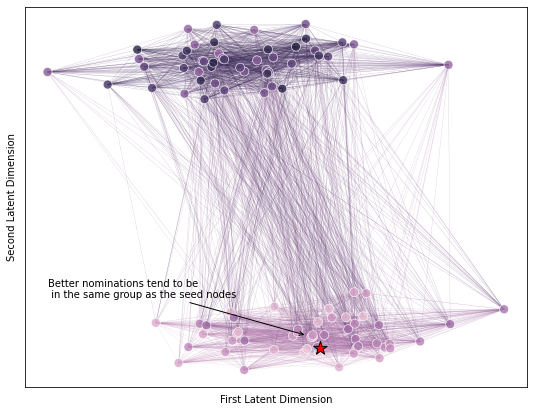 Second Latent Dimension
Better nominations tend to be
in the same group as the seed nodes
First Latent Dimension